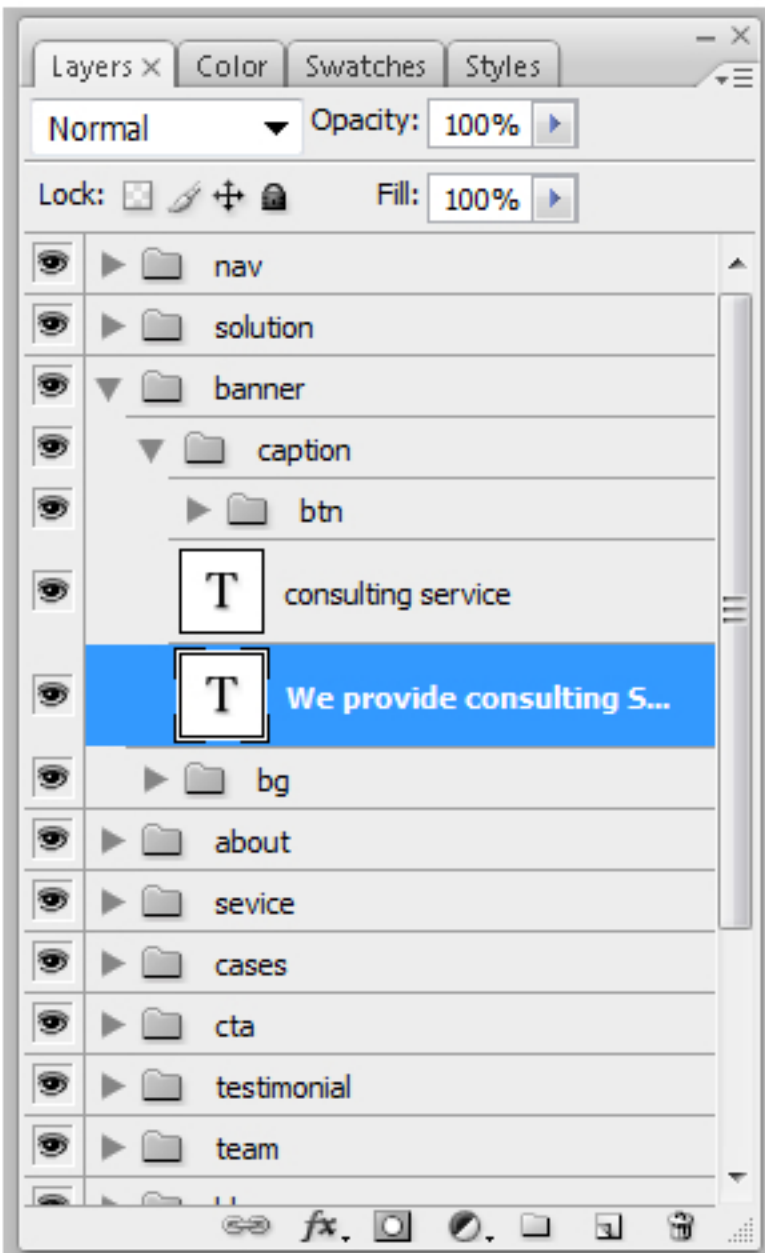 Layers × Color Swatches Styles
Normal Opacity: 100%
Lock: Fill: 100%
nav
solution
banner
caption
btn
T consulting service
T We provide consulting S...
bg
about
sevice
cases
cta
testimonial
team
fx.